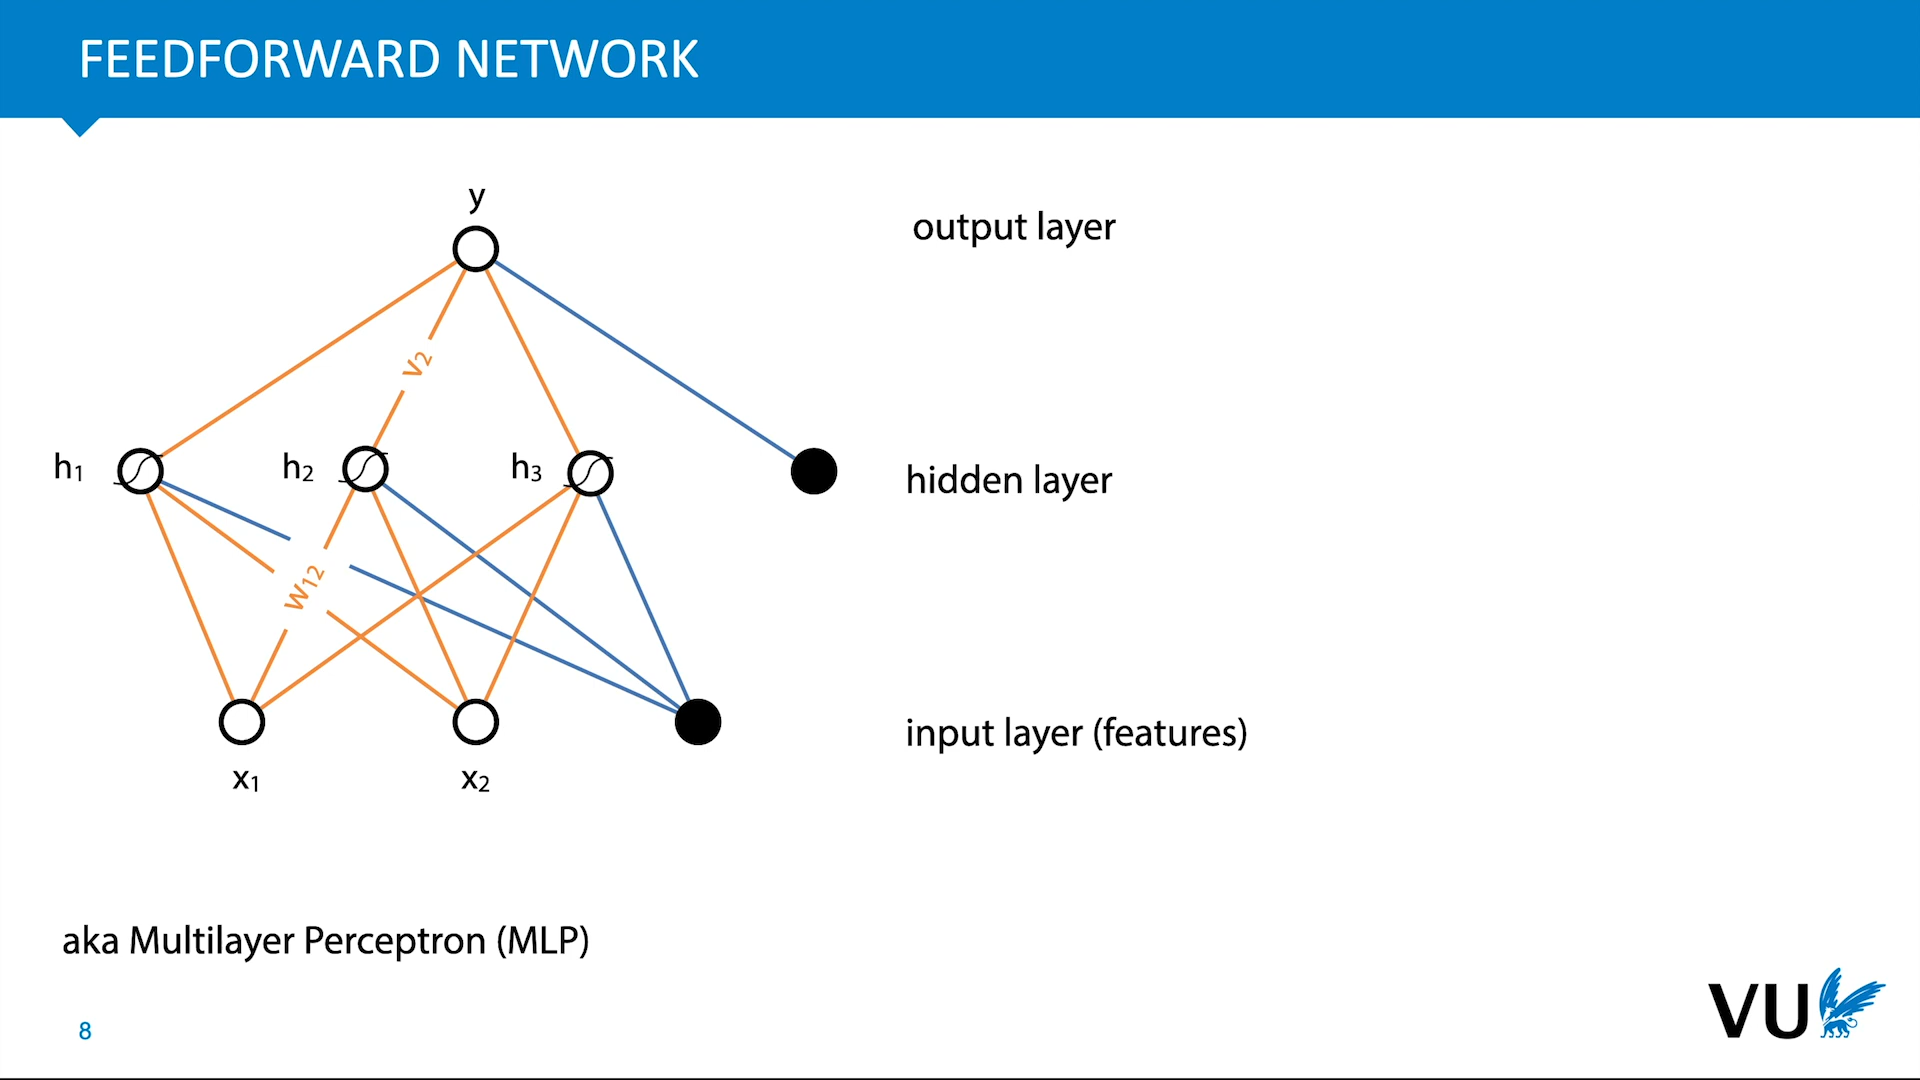 FEEDFORWARD NETWORK
y
output layer
v₂
h₁
h₂
h₃
hidden layer
w₁₂
input layer (features)
x₁
x₂
aka Multilayer Perceptron (MLP)
VU
8